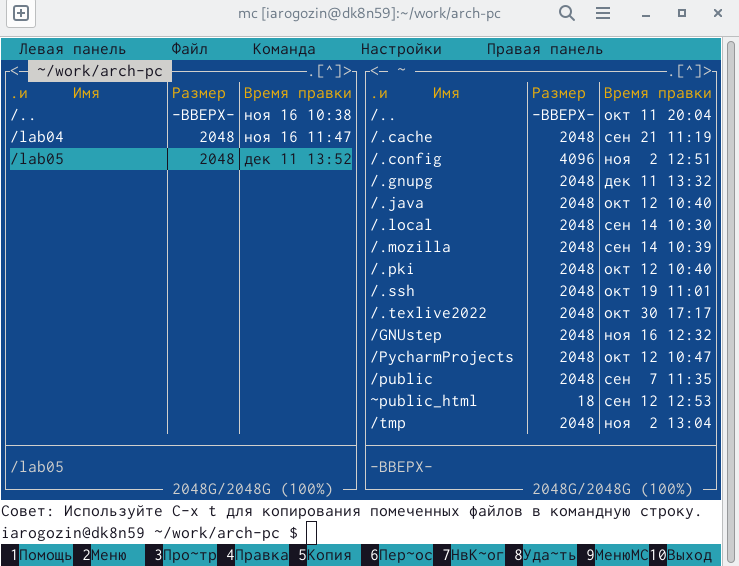 mc [iarogozin@dk8n59]:~/work/arch-pc
Левая панель Файл Команда Настройки Правая панель
<─ ~/work/arch-pc .[^]> <─ ~ .[^]>
.и Имя Размер Время правки .и Имя Размер Время правки
/.. -ВВЕРХ- ноя 16 10:38 /.. -ВВЕРХ- окт 11 20:04
/lab04 2048 ноя 16 11:47 /.cache 2048 сен 21 11:19
/lab05 2048 дек 11 13:52 /.config 4096 ноя 2 12:51
/.gnupg 2048 дек 11 13:32
/.java 2048 окт 12 10:40
/.local 2048 сен 14 10:30
/.mozilla 2048 сен 14 10:39
/.pki 2048 окт 12 10:40
/.ssh 2048 окт 19 11:01
/.texlive2022 2048 окт 30 17:17
/GNUstep 2048 ноя 16 12:32
/PycharmProjects 2048 окт 12 10:47
/public 2048 сен 7 11:35
~public_html 18 сен 12 12:53
/tmp 2048 ноя 2 13:04
/lab05 -ВВЕРХ-
2048G/2048G (100%) 2048G/2048G (100%)
Совет: Используйте C-x t для копирования помеченных файлов в командную строку.
iarogozin@dk8n59 ~/work/arch-pc $
1Помощь 2Меню 3Про~тр 4Правка 5Копия 6Пер~ос 7НвК~ог 8Уда~ть 9МенюМС 10Выход